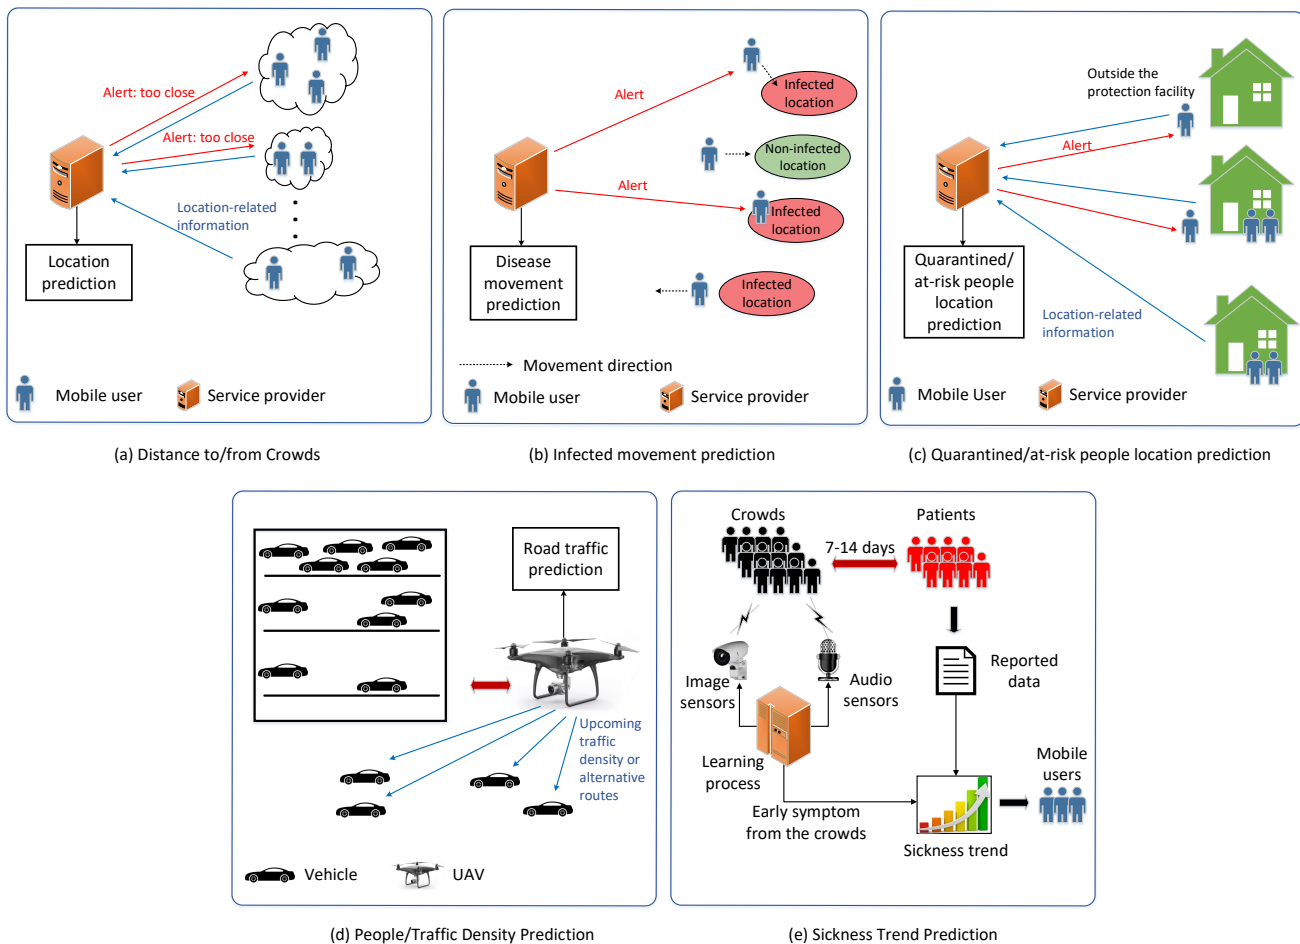 Alert: too close
Alert: too close
Location-related
information
Location
prediction
Mobile user
Service provider
(a) Distance to/from Crowds
Alert
Infected
location
Non-infected
location
Alert
Infected
location
Disease
movement
prediction
Infected
location
Movement direction
Mobile user
Service provider
(b) Infected movement prediction
Outside the
protection facility
Alert
Quarantined/
at-risk people
location
prediction
Location-related
information
Mobile User
Service provider
(c) Quarantined/at-risk people location prediction
Road traffic
prediction
Upcoming
traffic
density or
alternative
routes
Vehicle
UAV
(d) People/Traffic Density Prediction
Crowds
Patients
7-14 days
Image
sensors
Audio
sensors
Reported
data
Learning
process
Mobile
users
Early symptom
from the crowds
Sickness trend
(e) Sickness Trend Prediction